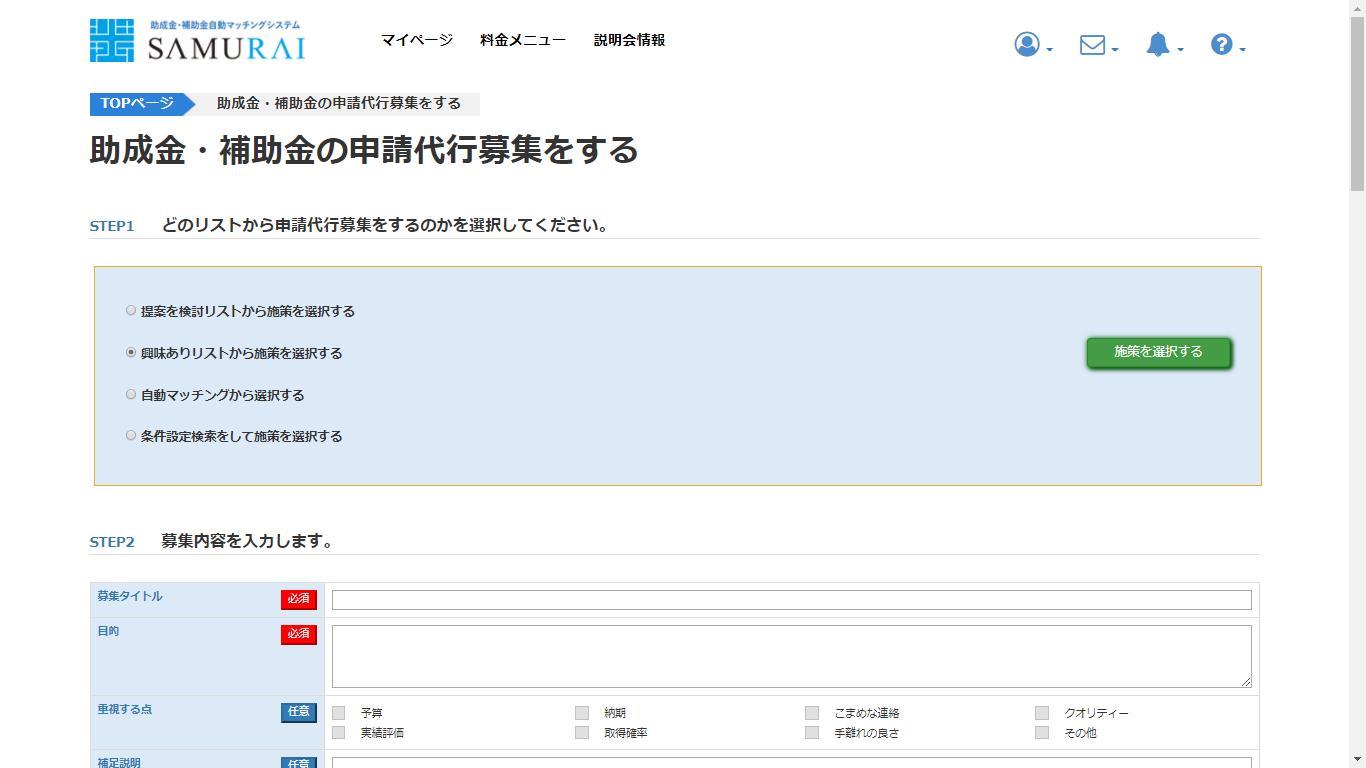 助成金・補助金自動マッチングシステム
SAMURAI
マイページ 料金メニュー 説明会情報
TOPページ 助成金・補助金の申請代行募集をする
助成金・補助金の申請代行募集をする
STEP1 どのリストから申請代行募集をするのかを選択してください。
提案を検討リストから施策を選択する
興味ありリストから施策を選択する
施策を選択する
自動マッチングから選択する
条件設定検索をして施策を選択する
STEP2 募集内容を入力します。
募集タイトル 必須
目的 必須
重視する点 任意 予算 納期 こまめな連絡 クオリティー
実績評価 取得確率 手離れの良さ その他
補足説明 任意